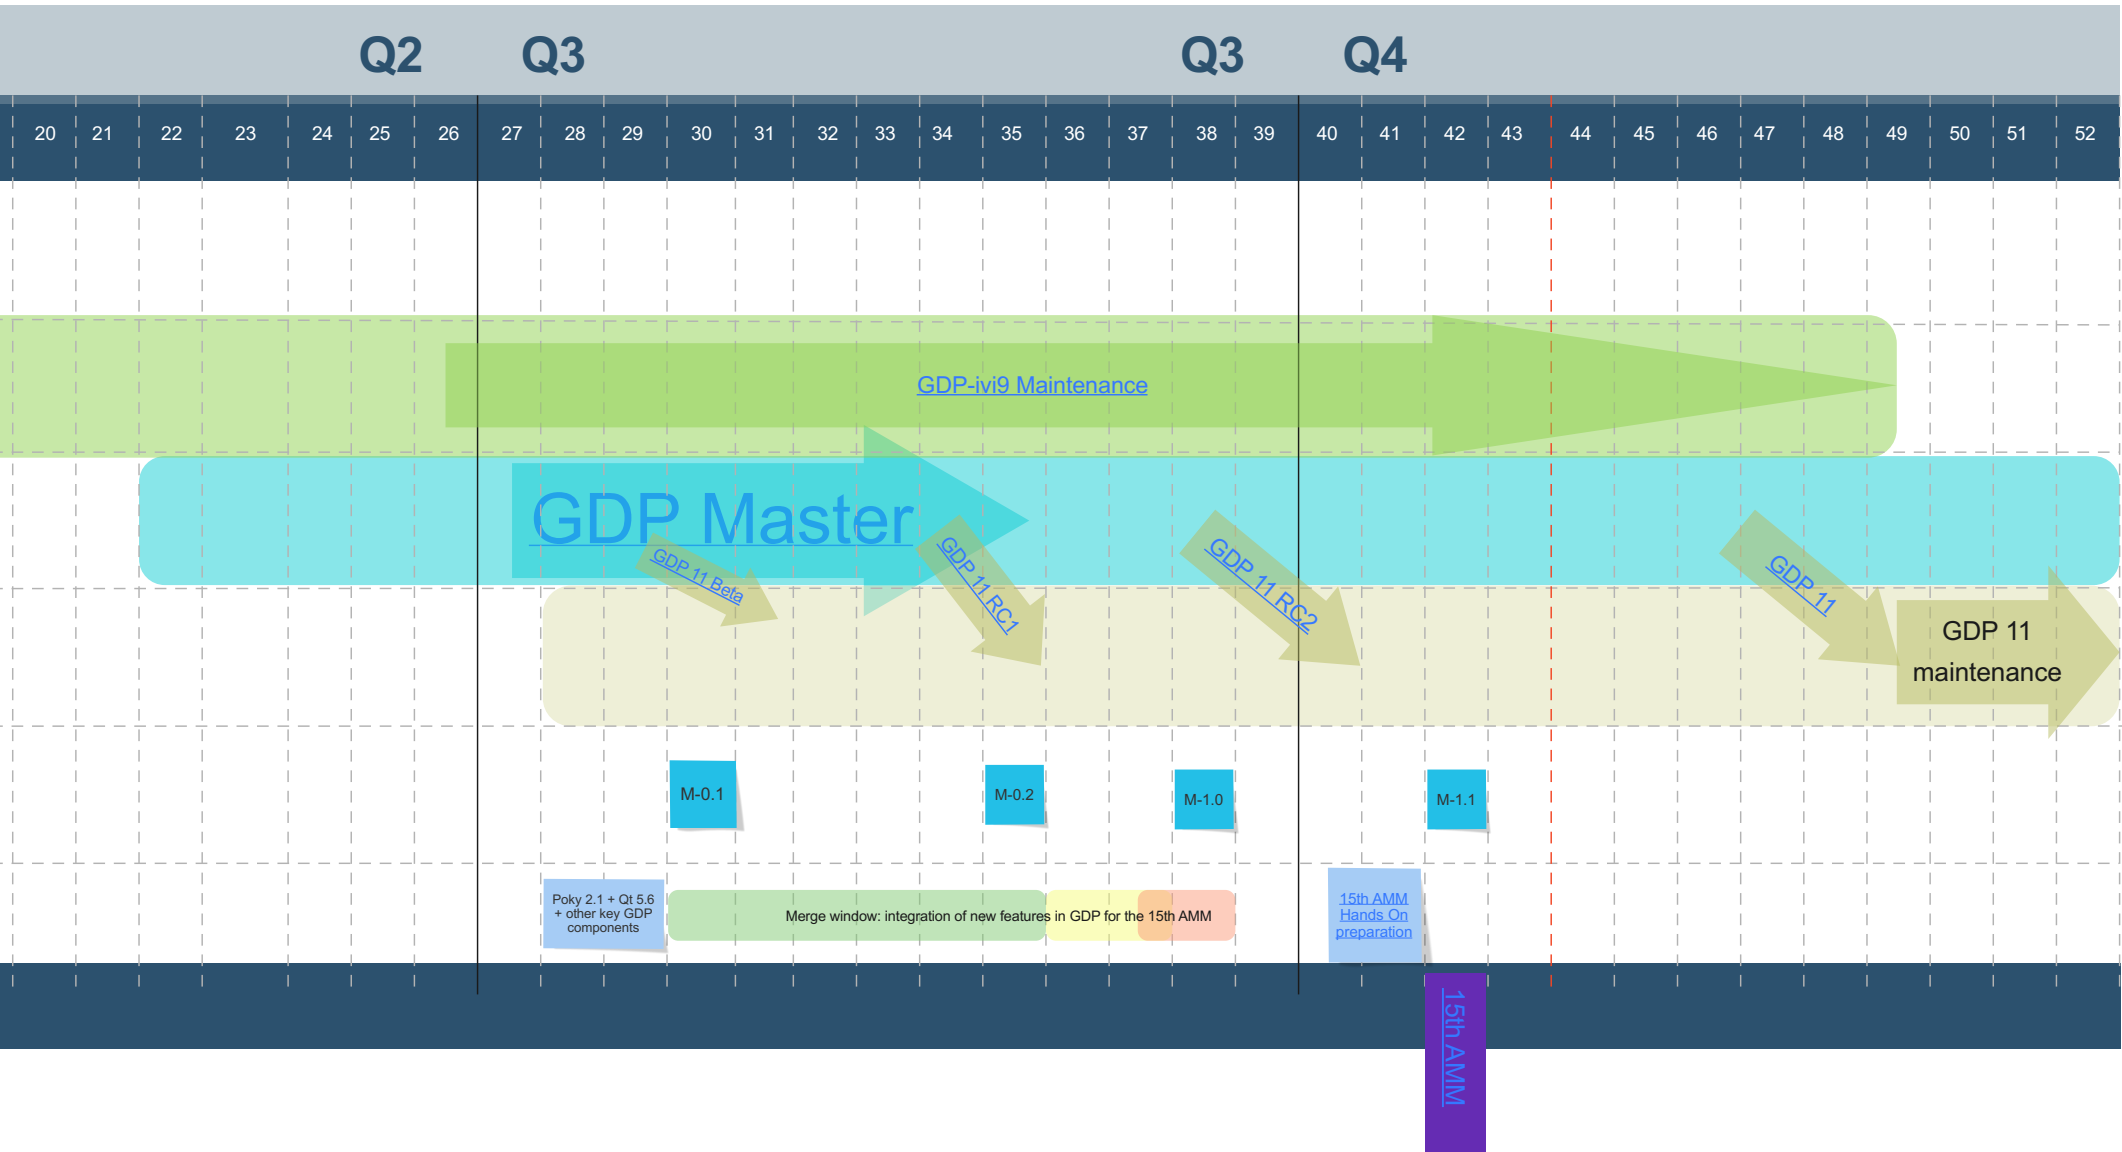 Q2 Q3 Q3 Q4
20 21 22 23 24 25 26 27 28 29 30 31 32 33 34 35 36 37 38 39 40 41 42 43 44 45 46 47 48 49 50 51 52
GDP-ivi9 Maintenance
GDP Master
GDP 11 Beta
GDP 11 RC1
GDP 11 RC2
GDP 11
GDP 11
maintenance
M-0.1
M-0.2
M-1.0
M-1.1
Poky 2.1 + Qt 5.6
+ other key GDP
components
Merge window: integration of new features in GDP for the 15th AMM
15th AMM
Hands On
preparation
15th AMM